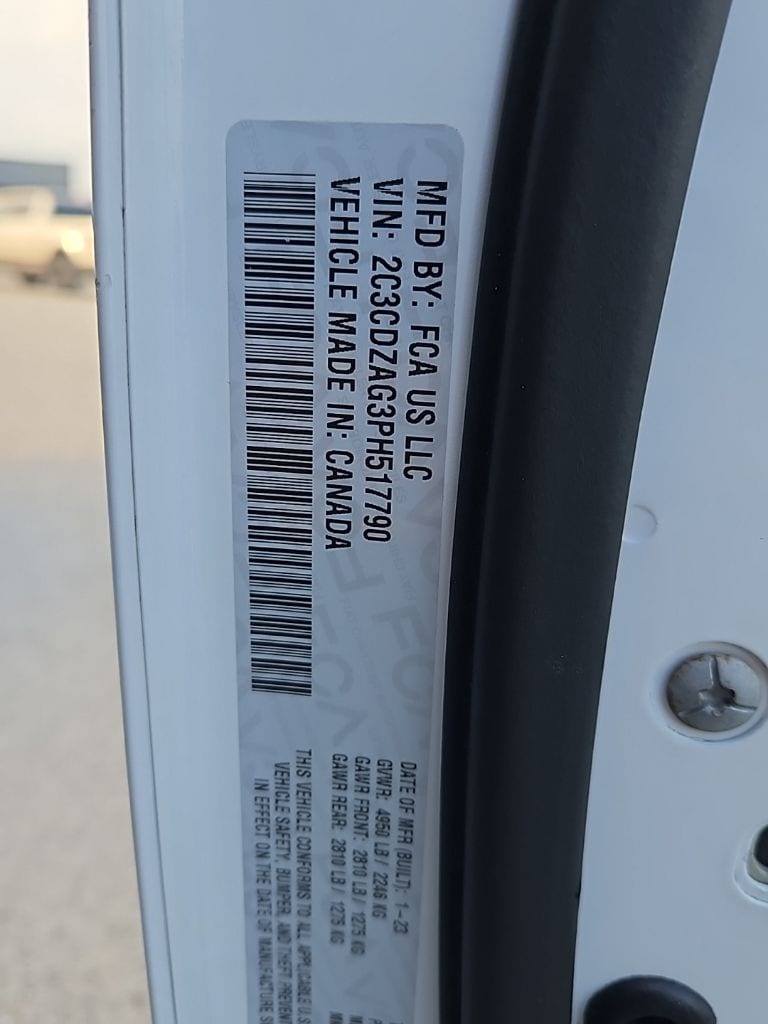 MFD BY: FCA US LLC
VIN: 2C3CDZAG3PH517790
VEHICLE MADE IN: CANADA
DATE OF MFR (BUILT): 1-23
GVWR: 4950 LB / 2246 KG
GAWR FRONT: 2810 LB / 1275 KG
GAWR REAR: 2810 LB / 1275 KG
THIS VEHICLE CONFORMS TO ALL APPLICABLE U.S
VEHICLE SAFETY, BUMPER, AND THEFT PREVENT
IN EFFECT ON THE DATE OF MANUFACTURE S